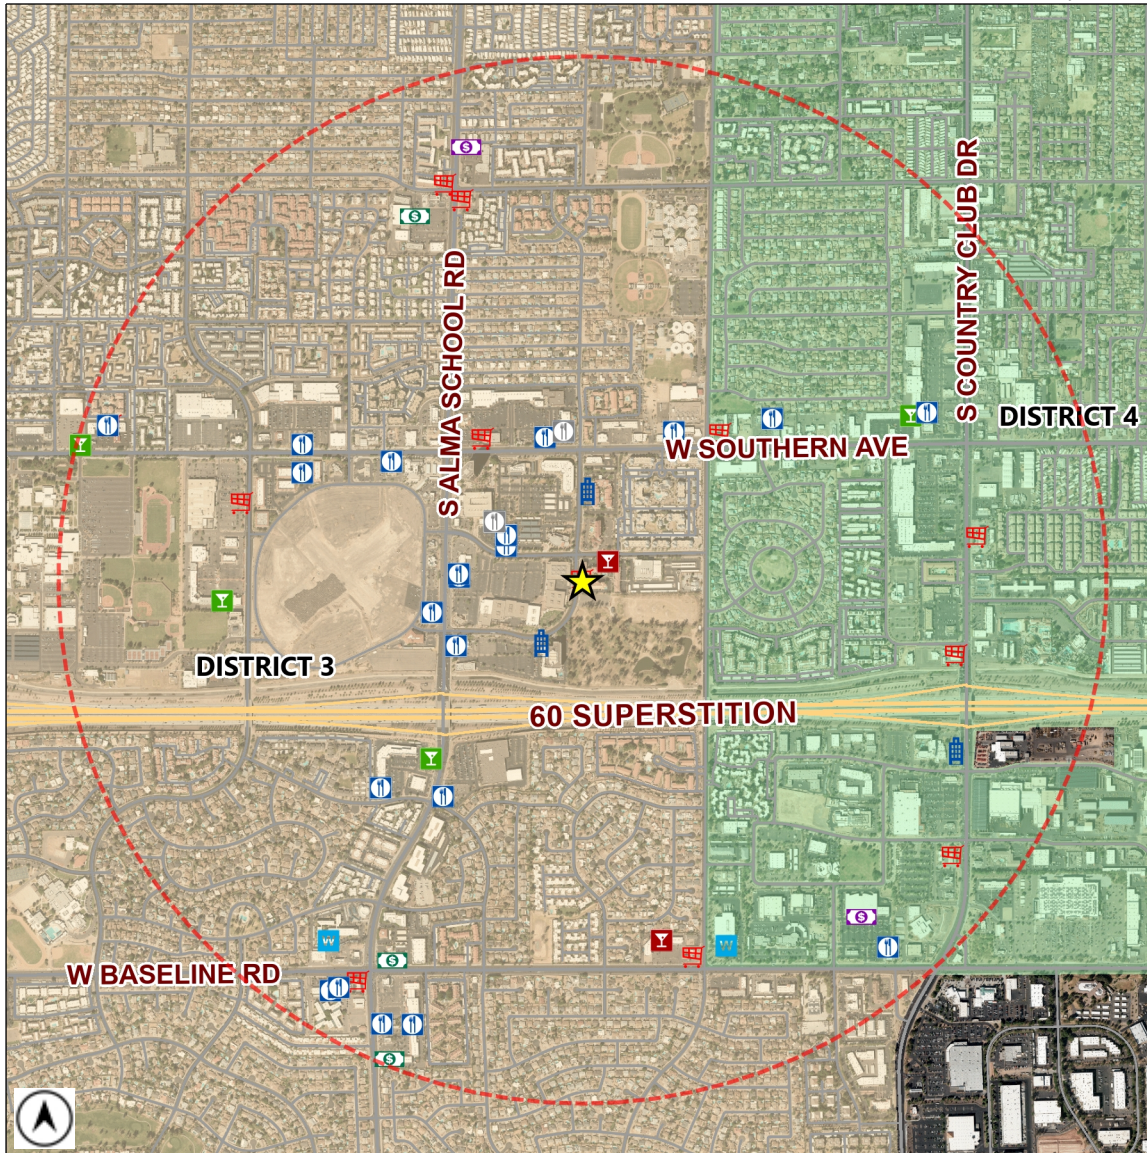 S COUNTRY CLUB DR
S ALMA SCHOOL RD
DISTRICT 4
W SOUTHERN AVE
DISTRICT 3
60 SUPERSTITION
W BASELINE RD